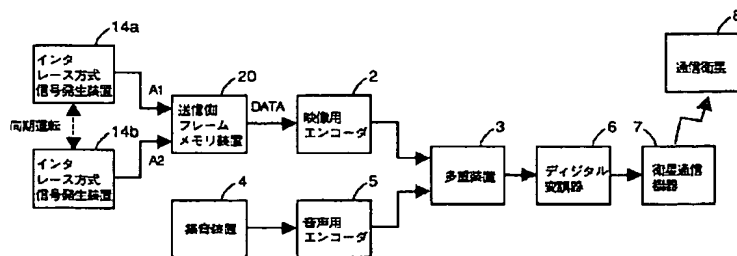 14a
インタ
レース方式
信号発生装置
同期運転
14b
インタ
レース方式
信号発生装置
A1
A2
20
送信側
フレーム
メモリ装置
DATA
2
映像用
エンコーダ
4
集音装置
5
音声用
エンコーダ
3
多重装置
6
ディジタル
変調器
7
衛星通信
機器
8
通信衛星